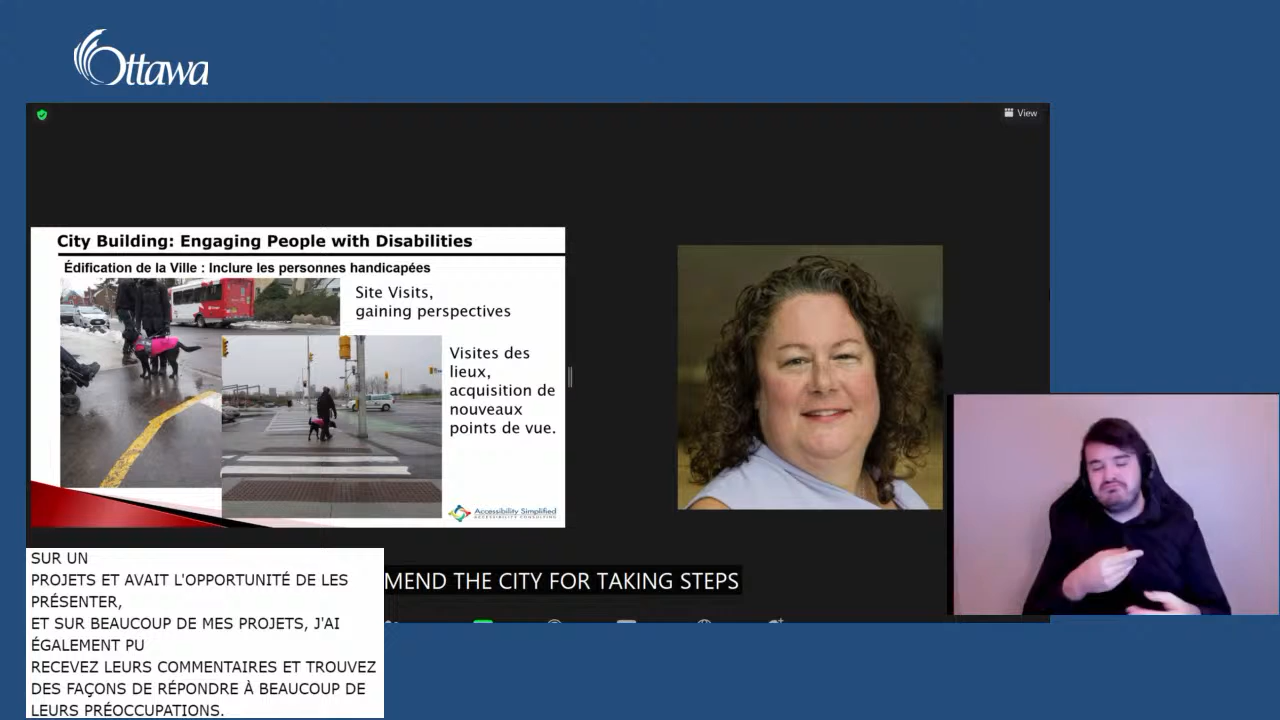 Ottawa
View
City Building: Engaging People with Disabilities
Édification de la Ville : Inclure les personnes handicapées
Site Visits,
gaining perspectives
Visites des
lieux,
acquisition de
nouveaux
points de vue.
Accessibility Simplified
ACCESSIBILITY CONSULTING
SUR UN
PROJETS ET AVAIT L'OPPORTUNITÉ DE LES
PRÉSENTER,
ET SUR BEAUCOUP DE MES PROJETS, J'AI
ÉGALEMENT PU
RECEVEZ LEURS COMMENTAIRES ET TROUVEZ
DES FAÇONS DE RÉPONDRE À BEAUCOUP DE
LEURS PRÉOCCUPATIONS.
MEND THE CITY FOR TAKING STEPS